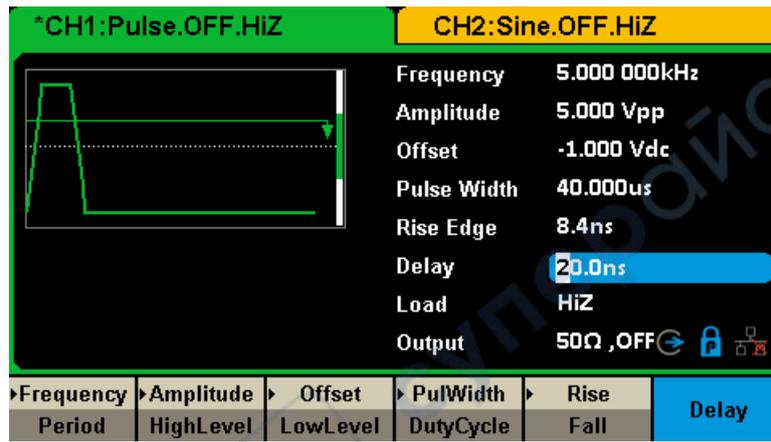 *CH1:Pulse.OFF.HiZ
CH2:Sine.OFF.HiZ
Frequency 5.000 000kHz
Amplitude 5.000 Vpp
Offset -1.000 Vdc
Pulse Width 40.000us
Rise Edge 8.4ns
Delay 20.0ns
Load HiZ
Output 50Ω ,OFF P
Frequency Amplitude Offset PulWidth Rise Delay
Period HighLevel LowLevel DutyCycle Fall